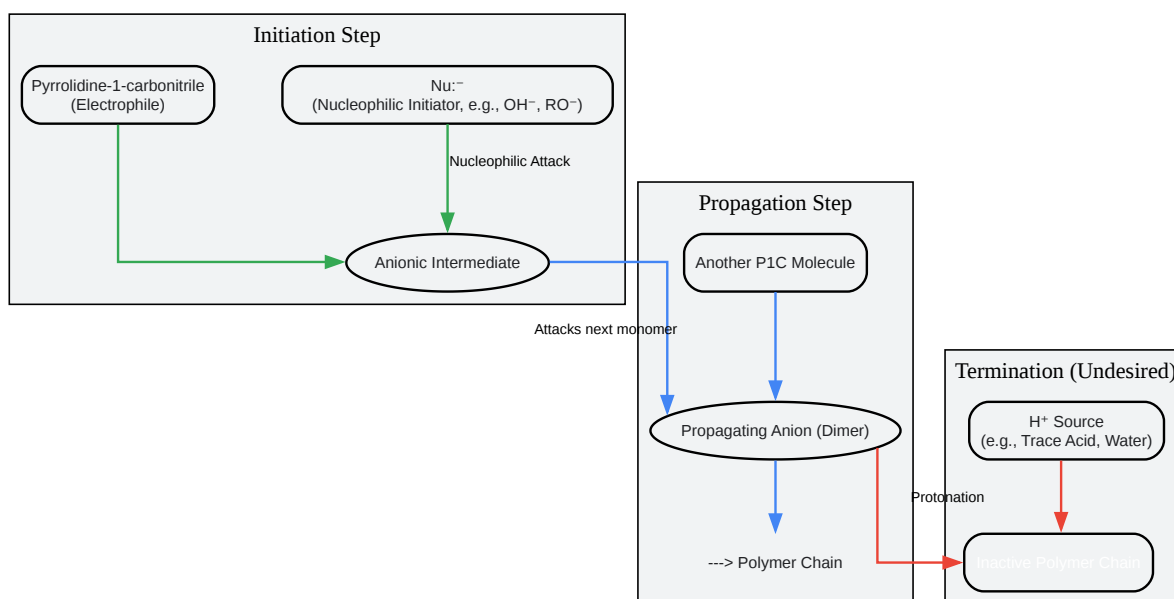 Initiation Step
Pyrrolidine-1-carbonitrile
(Electrophile)
Nu:⁻
(Nucleophilic Initiator, e.g., OH⁻, RO⁻)
Nucleophilic Attack
Anionic Intermediate
Propagation Step
Another P1C Molecule
Attacks next monomer
Propagating Anion (Dimer)
---> Polymer Chain
Termination (Undesired)
H⁺ Source
(e.g., Trace Acid, Water)
Protonation
Inactive Polymer Chain